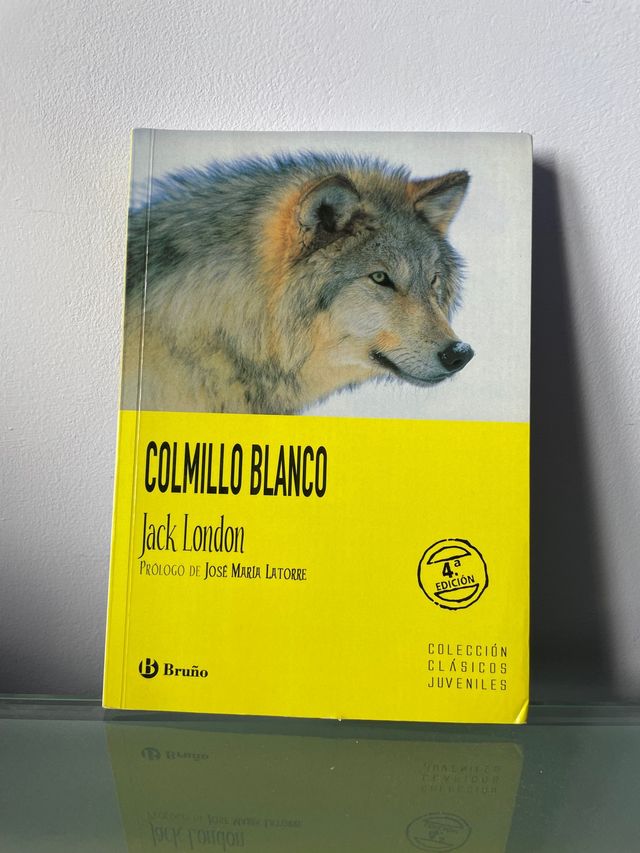 COLMILLO BLANCO
Jack London
PRÓLOGO DE JOSÉ MARÍA LATORRE
4.ª
EDICIÓN
B Bruño
COLECCIÓN
CLÁSICOS
JUVENILES